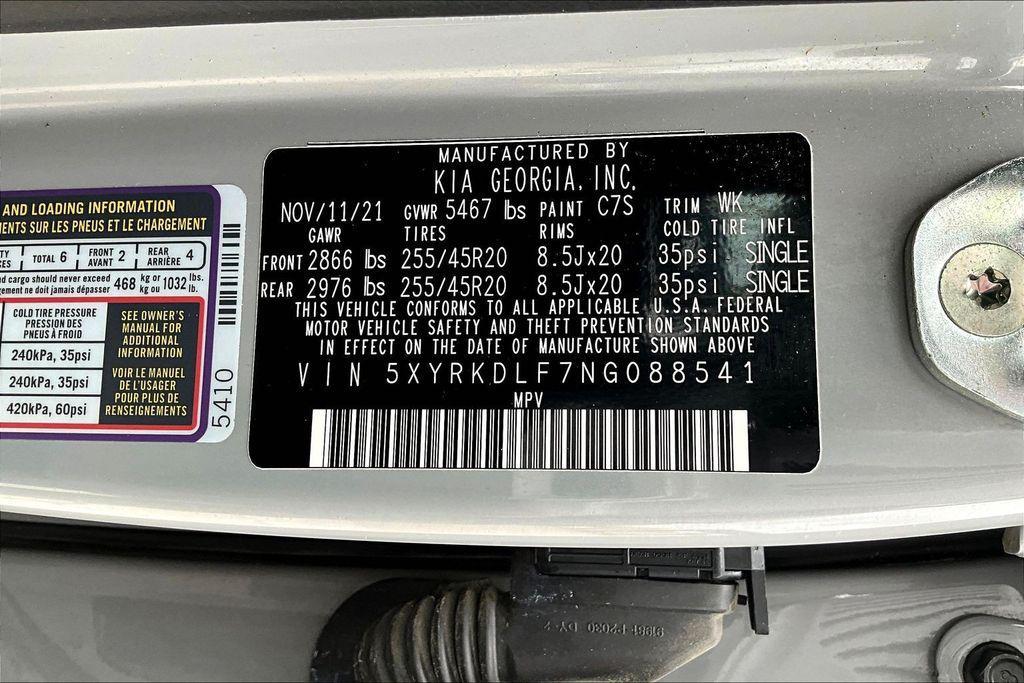 AND LOADING INFORMATION
SUR LES PNEUS ET LE CHARGEMENT
TOTAL 6 FRONT AVANT 2 REAR ARRIÈRE 4
cargo should never exceed 468 kg or 1032 lbs.
ne doit jamais dépasser kg ou lb.
COLD TIRE PRESSURE
PRESSION DES
PNEUS À FROID
240kPa, 35psi
240kPa, 35psi
420kPa, 60psi
SEE OWNER'S
MANUAL FOR
ADDITIONAL
INFORMATION
VOIR LE MANUEL
DE L'USAGER
POUR PLUS DE
RENSEIGNEMENTS
5410
MANUFACTURED BY
KIA GEORGIA, INC.
NOV/11/21 GVWR 5467 lbs PAINT C7S TRIM WK
GAWR TIRES RIMS COLD TIRE INFL
FRONT 2866 lbs 255/45R20 8.5Jx20 35psi SINGLE
REAR 2976 lbs 255/45R20 8.5Jx20 35psi SINGLE
THIS VEHICLE CONFORMS TO ALL APPLICABLE U.S.A. FEDERAL
MOTOR VEHICLE SAFETY AND THEFT PREVENTION STANDARDS
IN EFFECT ON THE DATE OF MANUFACTURE SHOWN ABOVE
VIN 5XYRKDLF7NG088541
MPV